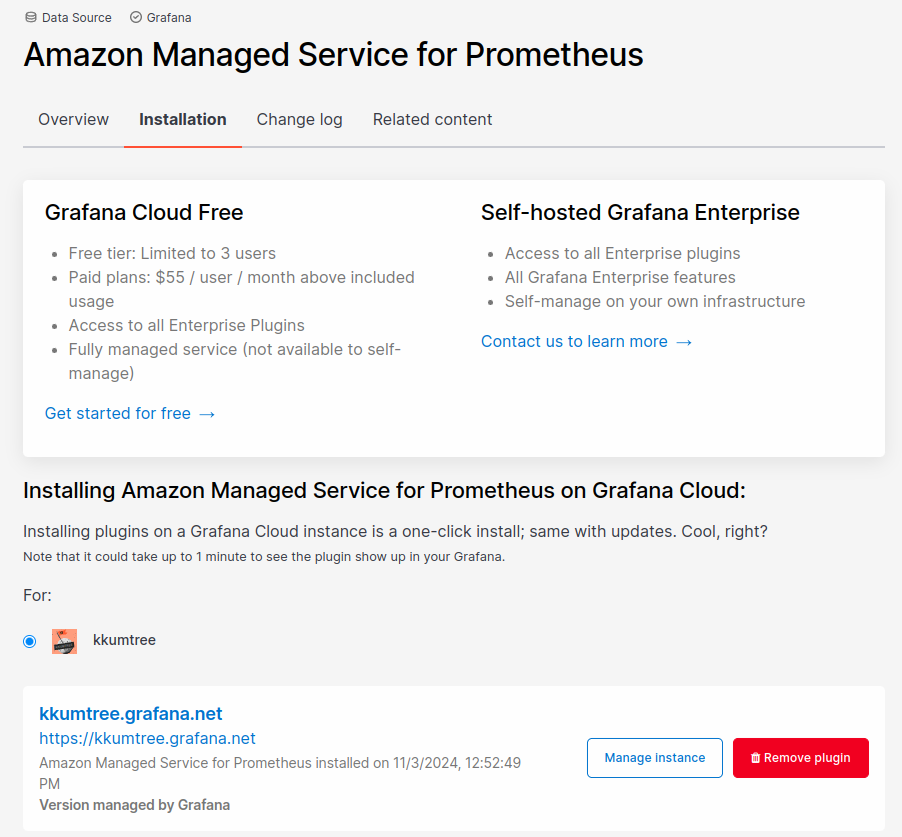 Data Source Grafana
Amazon Managed Service for Prometheus
Overview Installation Change log Related content
Grafana Cloud Free
Free tier: Limited to 3 users
Paid plans: $55 / user / month above included
usage
Access to all Enterprise Plugins
Fully managed service (not available to self-
manage)
Get started for free →
Self-hosted Grafana Enterprise
Access to all Enterprise plugins
All Grafana Enterprise features
Self-manage on your own infrastructure
Contact us to learn more →
Installing Amazon Managed Service for Prometheus on Grafana Cloud:
Installing plugins on a Grafana Cloud instance is a one-click install; same with updates. Cool, right?
Note that it could take up to 1 minute to see the plugin show up in your Grafana.
For:
kkumtree
kkumtree.grafana.net
https://kkumtree.grafana.net
Amazon Managed Service for Prometheus installed on 11/3/2024, 12:52:49
PM
Version managed by Grafana
Manage instance
Remove plugin